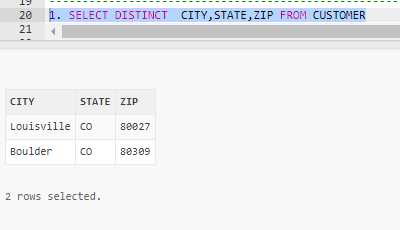 19
20 1. SELECT DISTINCT  CITY,STATE,ZIP FROM CUSTOMER
21
CITY STATE ZIP
Louisville CO 80027
Boulder CO 80309
2 rows selected.